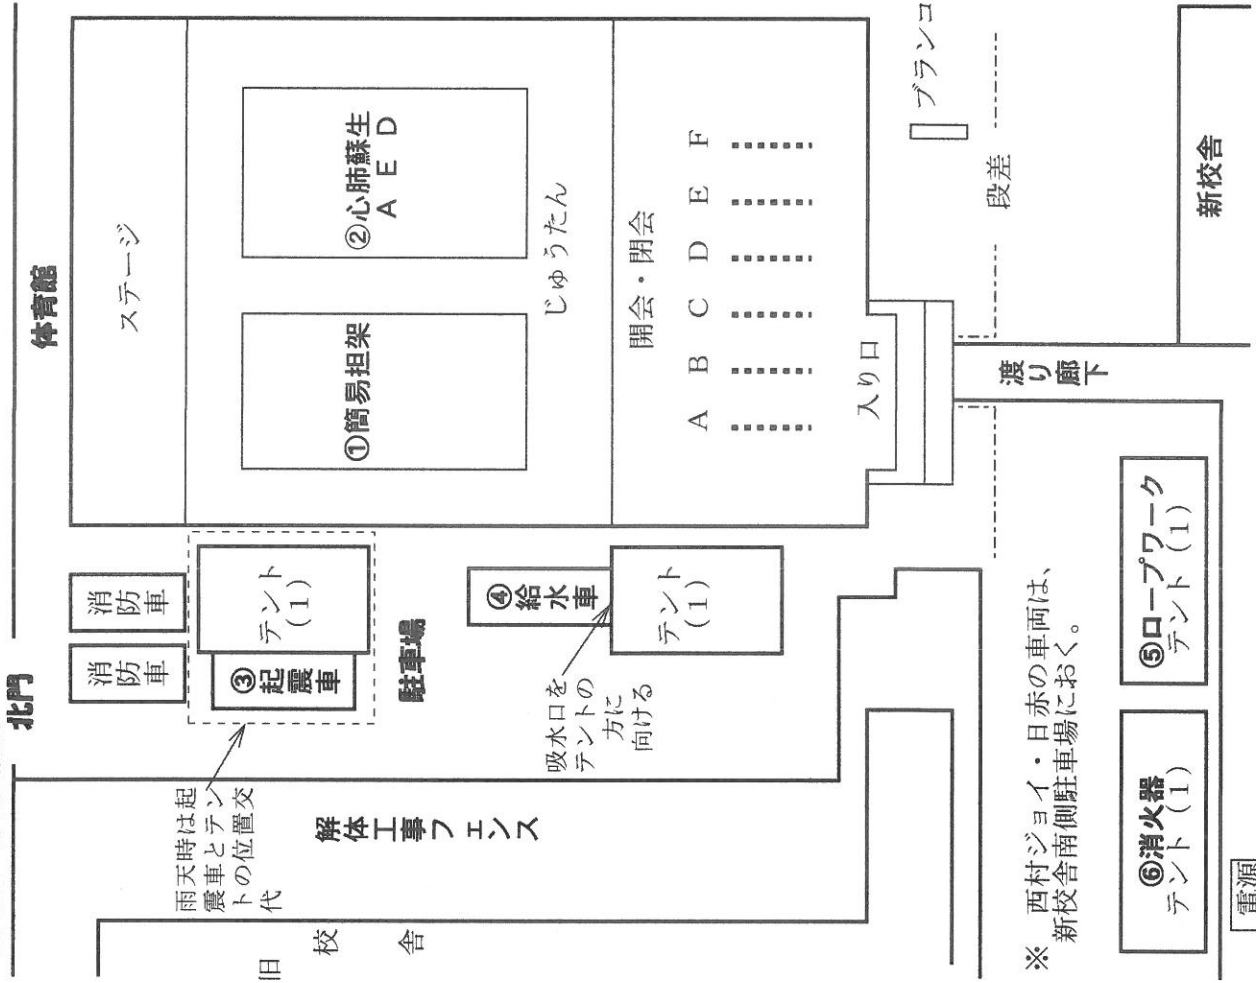 北門
体育館
ステージ
消防車
消防車
テント
(1)
③起震車
雨天時は起
震車とテン
トの位置交
代
①簡易担架
②心肺蘇生
A E D
じゅうたん
駐車場
④給水車
テント
(1)
吸水口を
テントの
方に
向ける
解体工事フェンス
旧校舎
開会・閉会
A B C D E F
入り口
ブランコ
段差
渡り廊下
新校舎
※ 西村ジョイ・日赤の車両は、
新校舎南側駐車場におく。
⑤ロープワーク
テント(1)
⑥消火器
テント(1)
電源